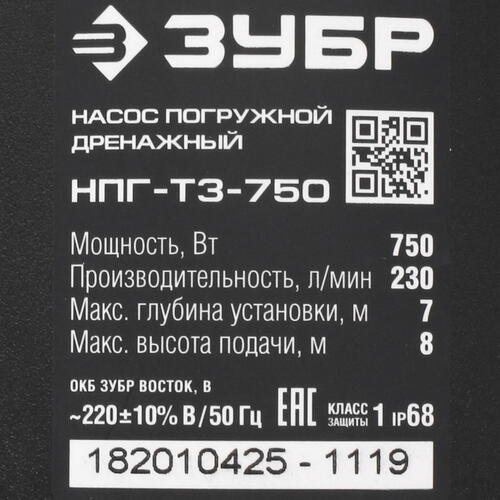 ЗУБР
НАСОС ПОГРУЖНОЙ
ДРЕНАЖНЫЙ
НПГ-Т3-750
Мощность, Вт 750
Производительность, л/мин 230
Макс. глубина установки, м 7
Макс. высота подачи, м 8
ОКБ ЗУБР ВОСТОК, В
~220±10% В/50 Гц EAC КЛАСС ЗАЩИТЫ 1 IP68
182010425 - 1119